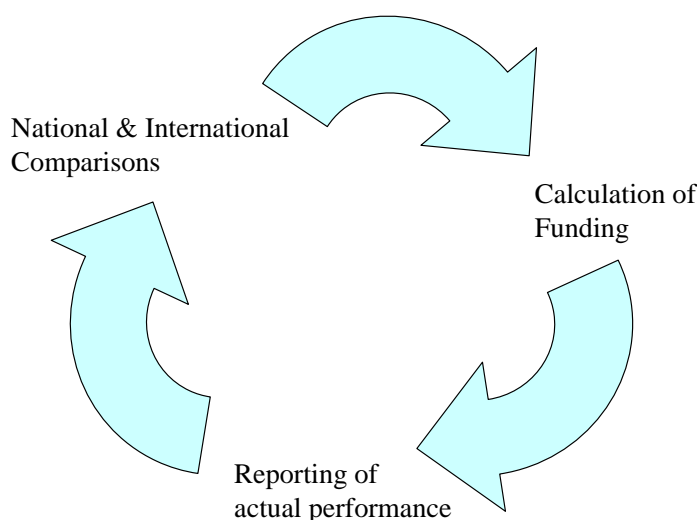 National & International
Comparisons
Calculation of
Funding
Reporting of
actual performance